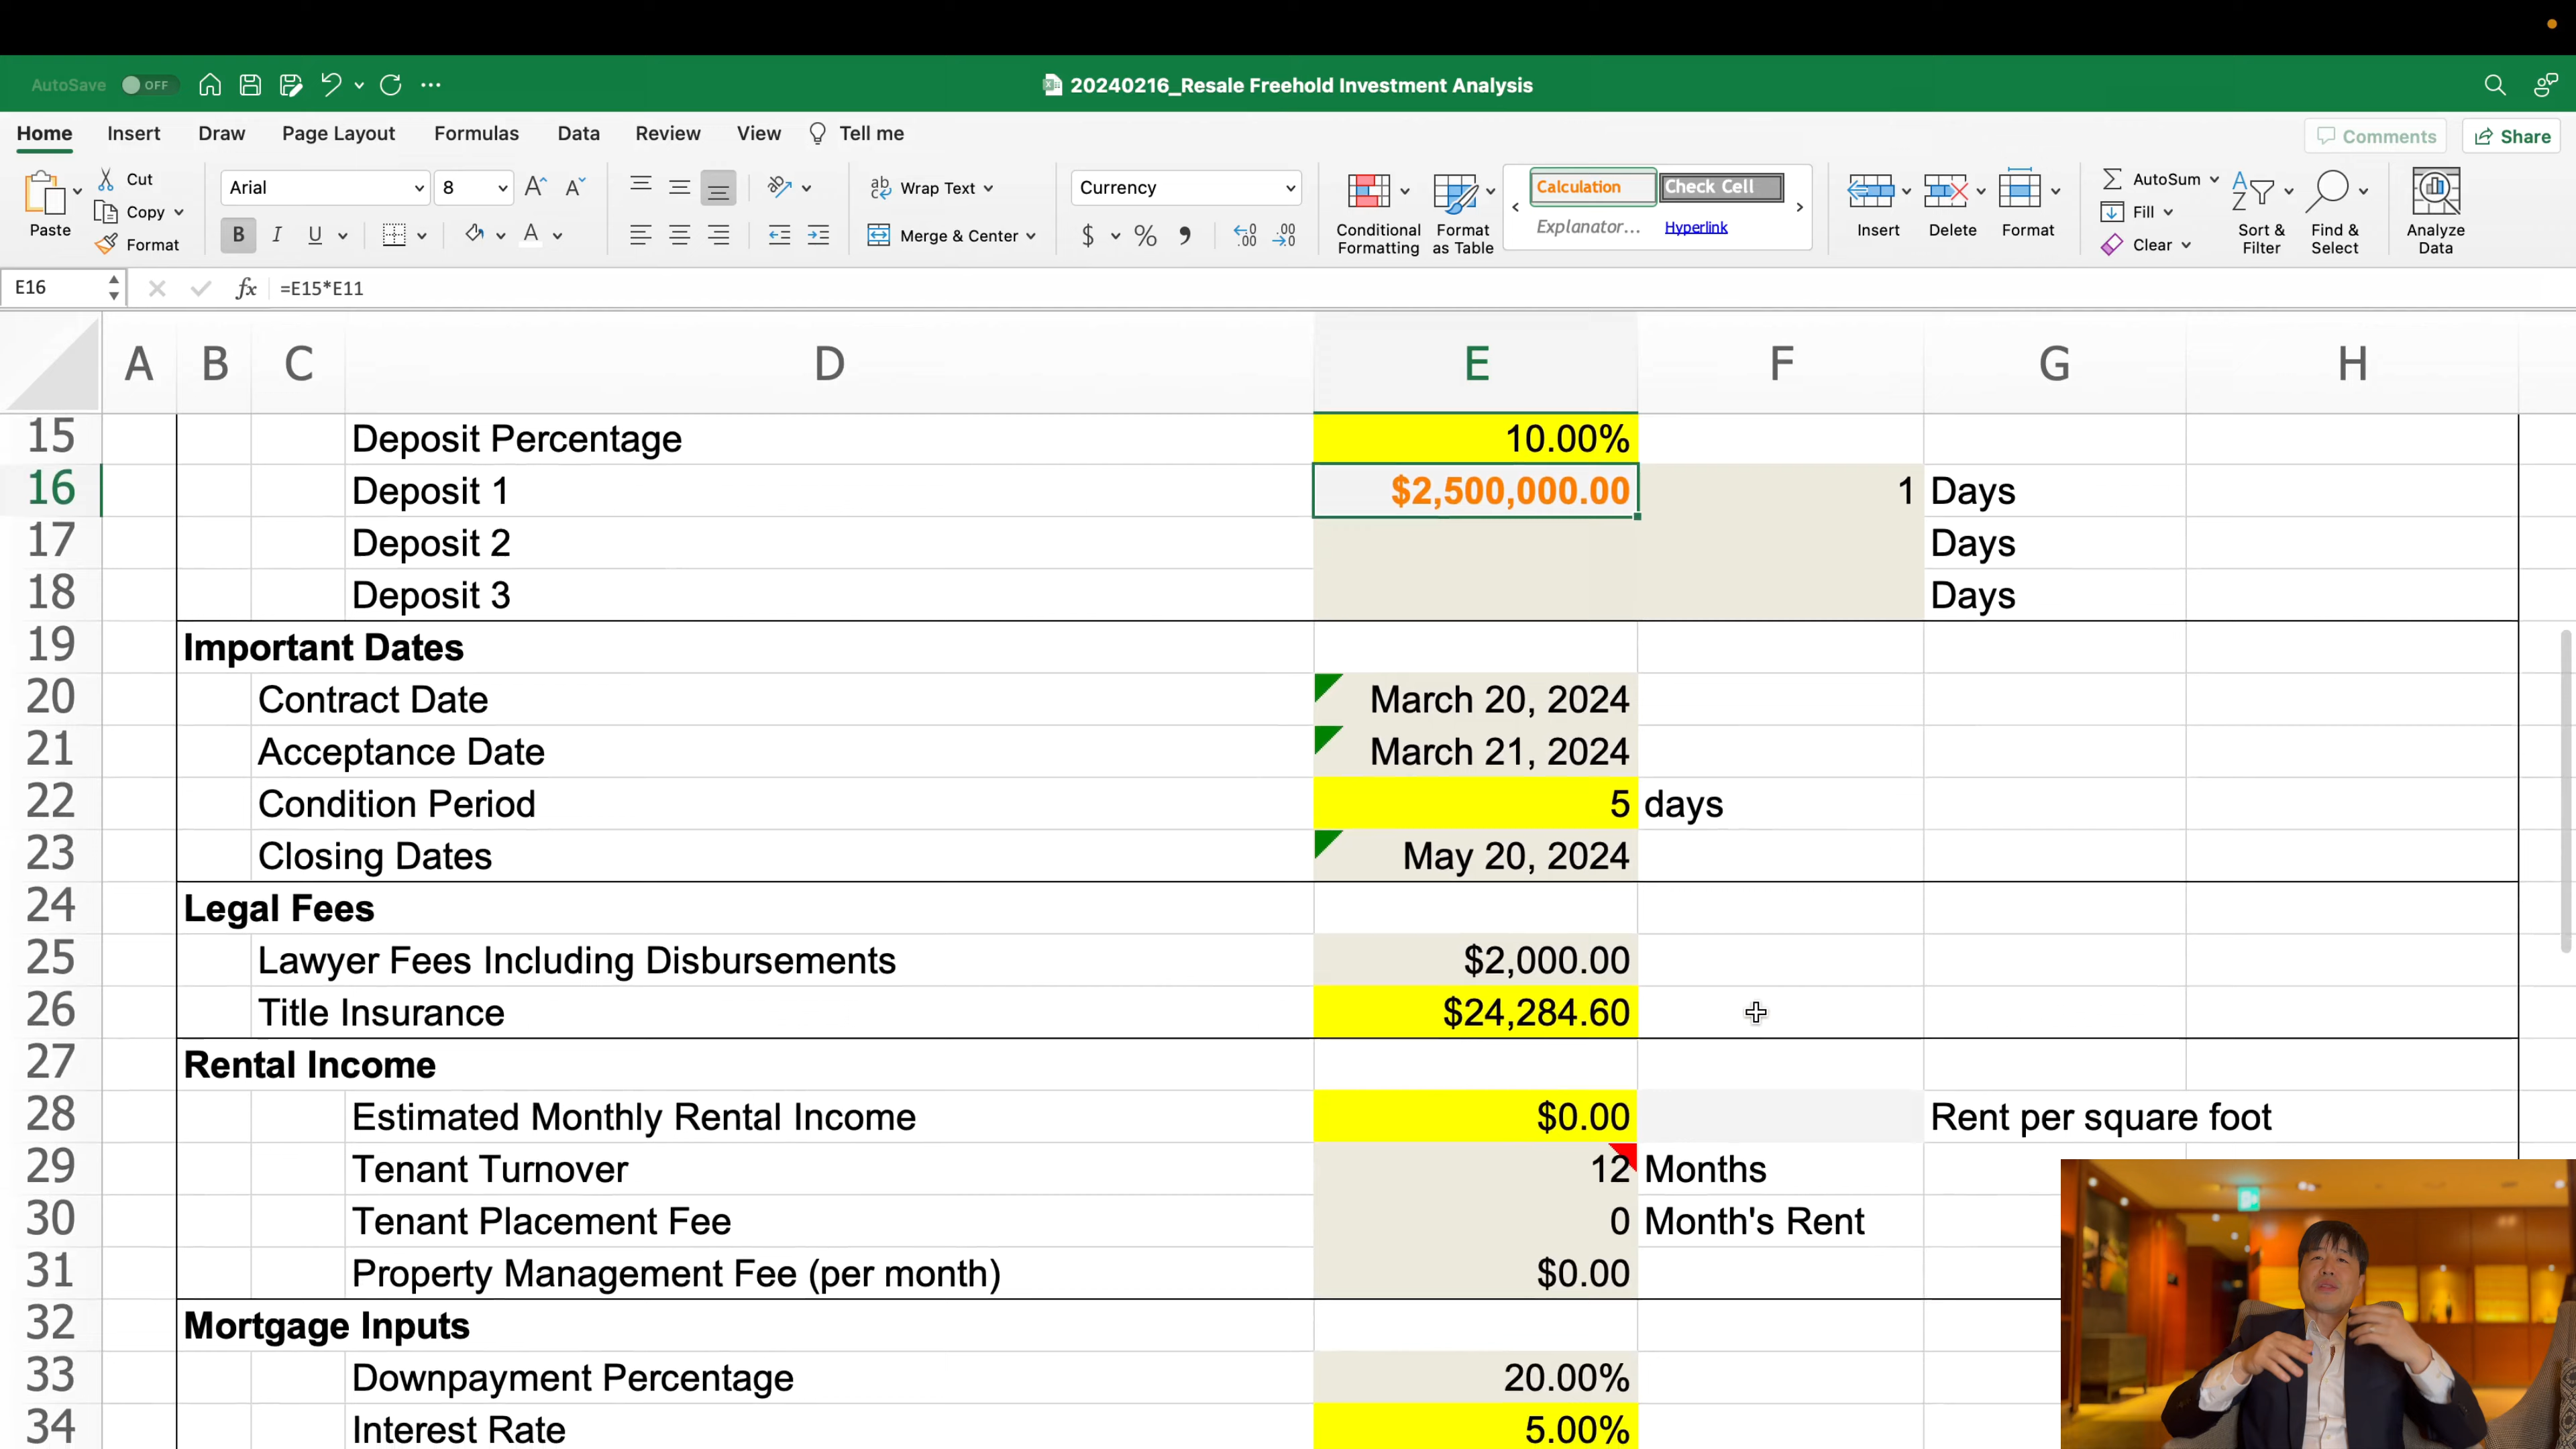 AutoSave OFF 20240216_Resale Freehold Investment Analysis
Home Insert Draw Page Layout Formulas Data Review View Tell me Comments Share
Paste Cut Copy Format
Arial 8 Wrap Text Merge & Center
Currency $ %
Conditional Formatting Format as Table
Calculation Check Cell
Explanator... Hyperlink
Insert Delete Format
AutoSum Fill Clear
Sort & Filter Find & Select Analyze Data
E16 fx =E15*E11
A B C D E F G H
15 Deposit Percentage 10.00%
16 Deposit 1 $2,500,000.00 1 Days
17 Deposit 2 Days
18 Deposit 3 Days
19 Important Dates
20 Contract Date March 20, 2024
21 Acceptance Date March 21, 2024
22 Condition Period 5 days
23 Closing Dates May 20, 2024
24 Legal Fees
25 Lawyer Fees Including Disbursements $2,000.00
26 Title Insurance $24,284.60
27 Rental Income
28 Estimated Monthly Rental Income $0.00 Rent per square foot
29 Tenant Turnover 12 Months
30 Tenant Placement Fee 0 Month's Rent
31 Property Management Fee (per month) $0.00
32 Mortgage Inputs
33 Downpayment Percentage 20.00%
34 Interest Rate 5.00%